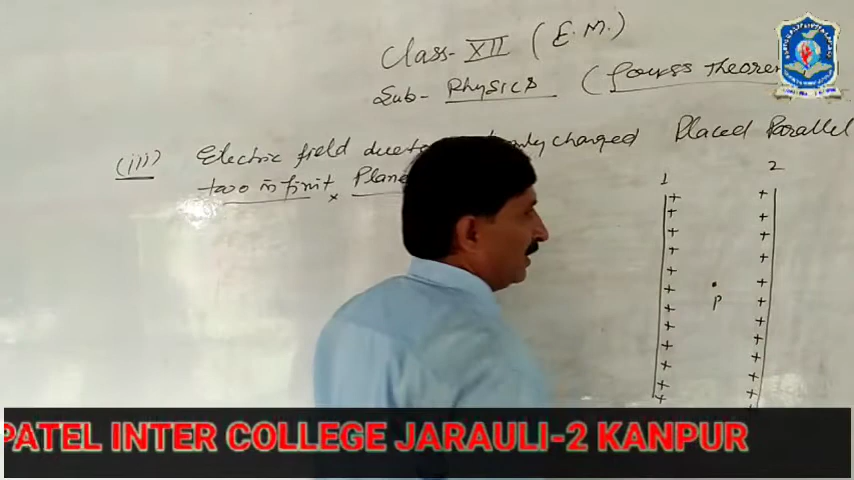 Class- XII (E.M.)
Sub- Physics (Gouss Theorem
(iii) Electric field due to charged Placed Parallel
two infinit x Plane
1 2
+ +
+ +
+ +
+ +
+ +
+ +
P
+ +
+ +
+ +
+ +
+ +
+
PATEL INTER COLLEGE JARAULI-2 KANPUR